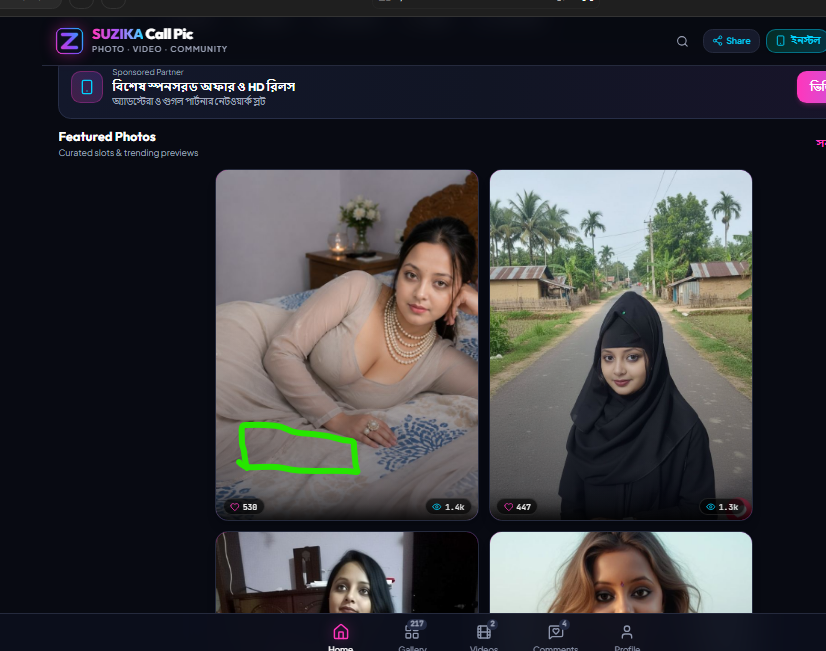 SUZIKA Call Pic
PHOTO · VIDEO · COMMUNITY
Share
ইনস্টল
Sponsored Partner
বিশেষ স্পনসরড অফার ও HD রিলস
অ্যাডস্টেরা ও গুগল পার্টনার নেটওয়ার্ক স্লট
Featured Photos
Curated slots & trending previews
530
1.4k
447
1.3k
217
2
4
Home
Gallery
Videos
Comments
Profile